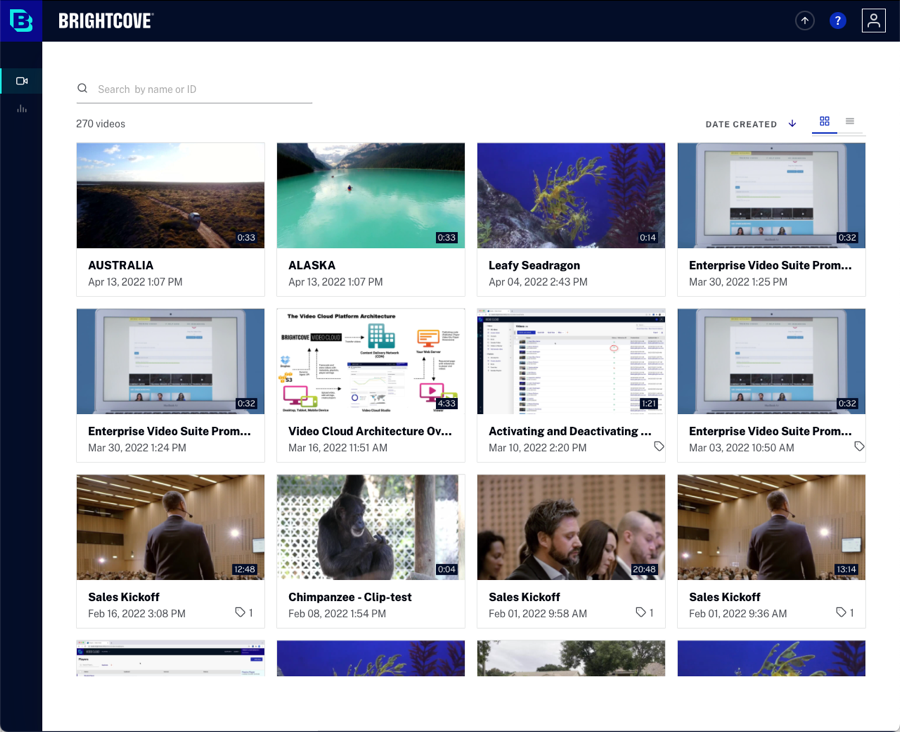 BRIGHTCOVE
?
Search by name or ID
270 videos
DATE CREATED
0:33
0:33
0:14
0:32
AUSTRALIA
ALASKA
Leafy Seadragon
Enterprise Video Suite Prom...
Apr 13, 2022 1:07 PM
Apr 13, 2022 1:07 PM
Apr 04, 2022 2:43 PM
Mar 30, 2022 1:25 PM
The Video Cloud Platform Architecture
BRIGHTCOVE VIDEO CLOUD
Content Delivery Network
(CDN)
Your Web Server
S3
Desktop, Tablet, Mobile Device
Video Cloud Studio
0:32
4:33
1:21
0:32
Enterprise Video Suite Prom...
Video Cloud Architecture Ov...
Activating and Deactivating ...
Enterprise Video Suite Prom...
Mar 30, 2022 1:24 PM
Mar 16, 2022 11:51 AM
Mar 10, 2022 2:20 PM
Mar 03, 2022 10:50 AM
12:48
0:04
20:48
13:14
Sales Kickoff
Chimpanzee - Clip-test
Sales Kickoff
Sales Kickoff
Feb 16, 2022 3:08 PM
1
Feb 08, 2022 1:54 PM
Feb 01, 2022 9:58 AM
1
Feb 01, 2022 9:36 AM
1
Players